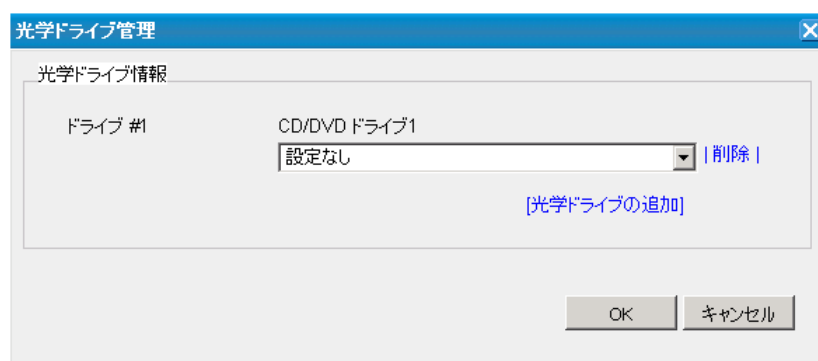 光学ドライブ管理
光学ドライブ情報
ドライブ #1
CD/DVD ドライブ1
設定なし
| 削除 |
[光学ドライブの追加]
OK
キャンセル